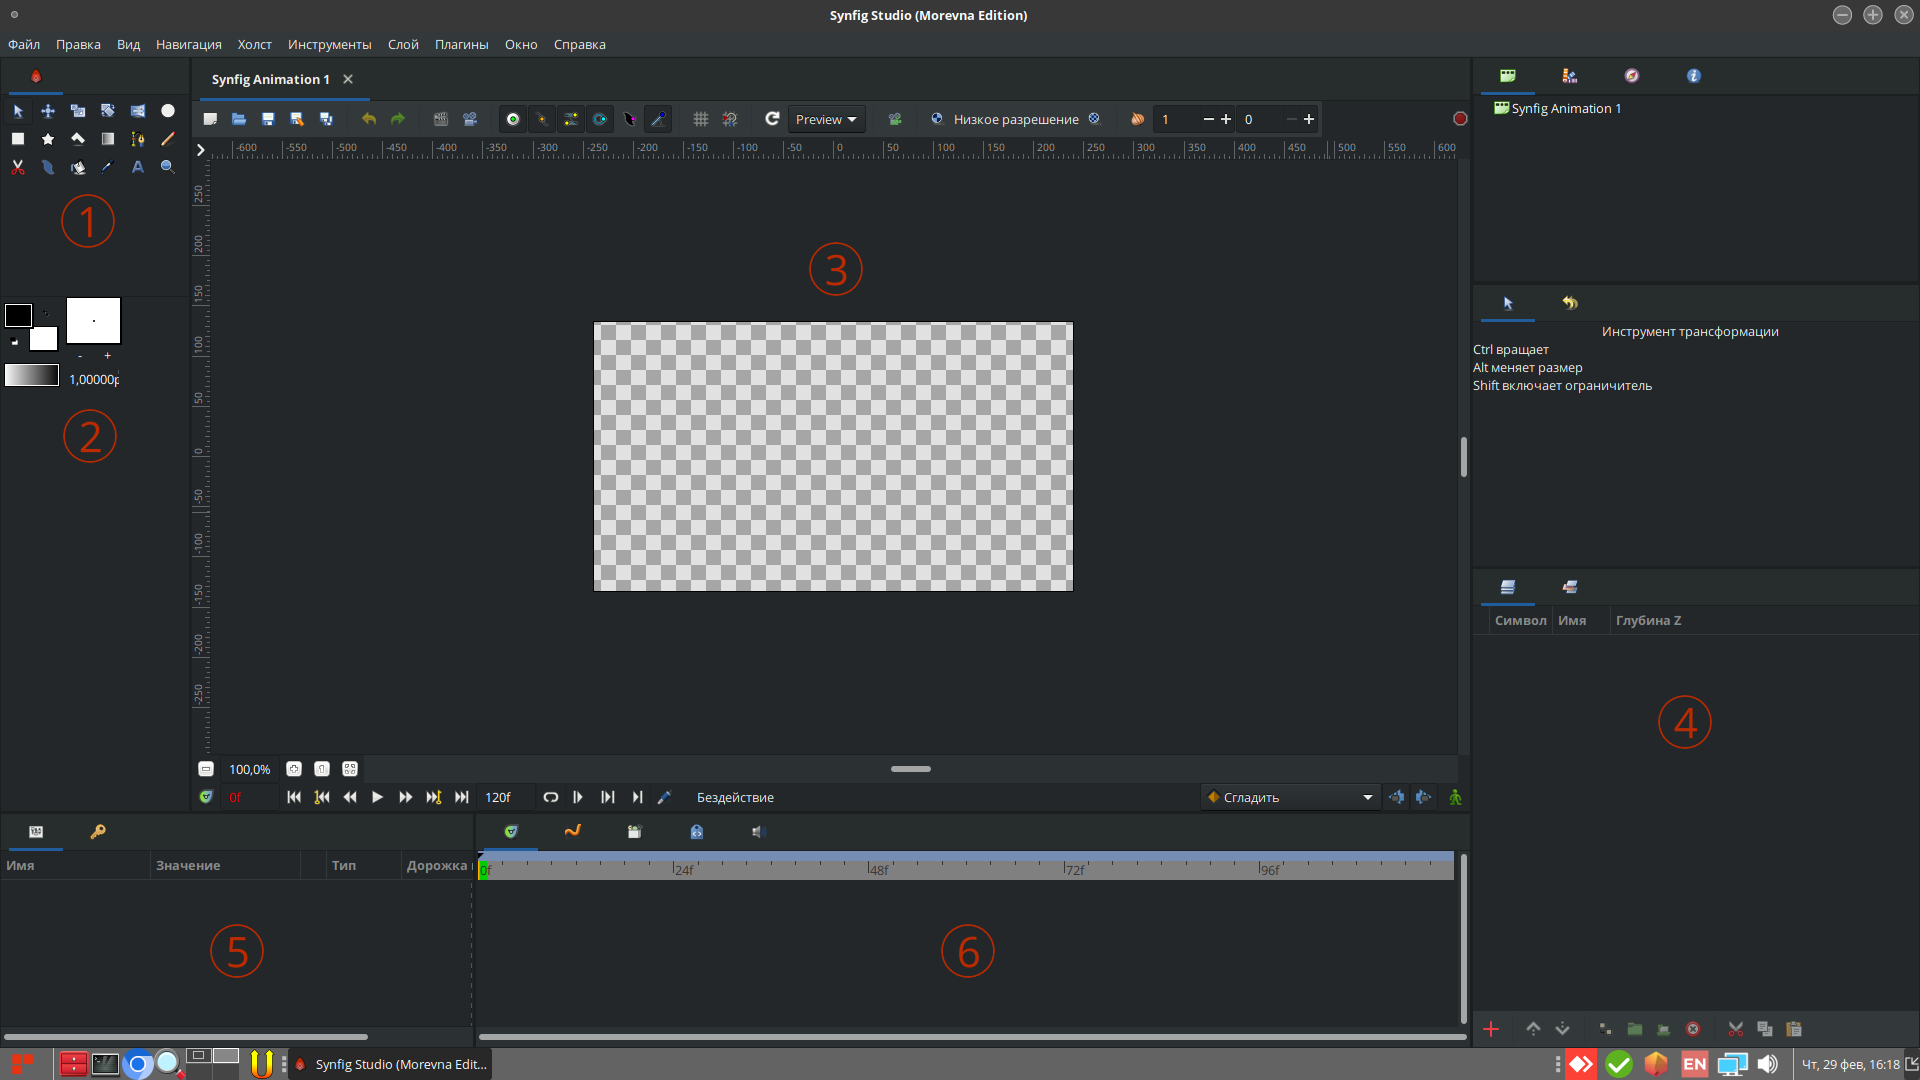 Synfig Studio (Morevna Edition)
Файл Правка Вид Навигация Холст Инструменты Слой Плагины Окно Справка
Synfig Animation 1
Preview Низкое разрешение 1 0
-600 -550 -500 -450 -400 -350 -300 -250 -200 -150 -100 -50 0 50 100 150 200 250 300 350 400 450 500 550 600
250 200 150 100 50 0 -50 -100 -150 -200 -250
1
2
3
- +
1,00000p
100,0%
0f 120f Бездействие Сгладить
Synfig Animation 1
Инструмент трансформации
Ctrl вращает
Alt меняет размер
Shift включает ограничитель
Символ Имя Глубина Z
4
Имя Значение Тип Дорожка
5
0f 24f 48f 72f 96f
6
Synfig Studio (Morevna Edit...
EN Чт, 29 фев, 16:18